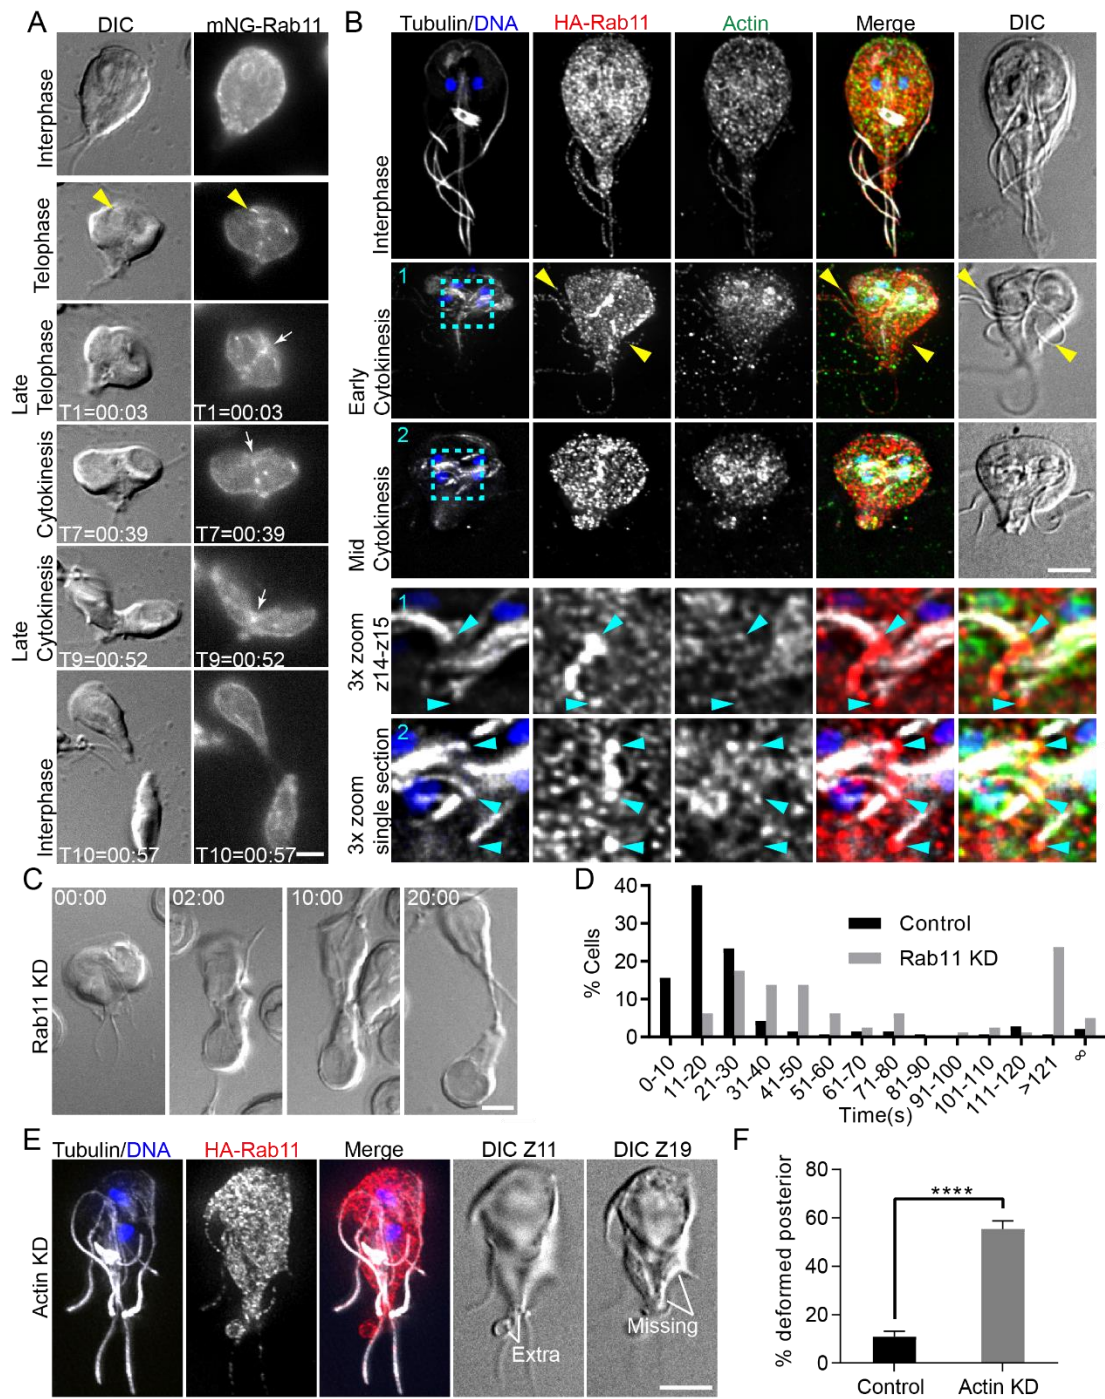 A
DIC
mNG-Rab11
Interphase
Telophase
Late
Telophase
T1=00:03
T1=00:03
Cytokinesis
T7=00:39
T7=00:39
Late
Cytokinesis
T9=00:52
T9=00:52
Interphase
T10=00:57
T10=00:57
B
Tubulin/DNA
HA-Rab11
Actin
Merge
DIC
Interphase
Early
Cytokinesis
1
Mid
Cytokinesis
2
3x zoom
z14-z15
1
3x zoom
single section
2
C
Rab11 KD
00:00
02:00
10:00
20:00
D
% Cells
40
30
20
10
0
Control
Rab11 KD
0-10
11-20
21-30
31-40
41-50
51-60
61-70
71-80
81-90
91-100
101-110
111-120
>121
∞
Time(s)
E
Tubulin/DNA
HA-Rab11
Merge
DIC Z11
DIC Z19
Actin KD
Extra
Missing
F
% deformed posterior
80
60
40
20
0
****
Control
Actin KD